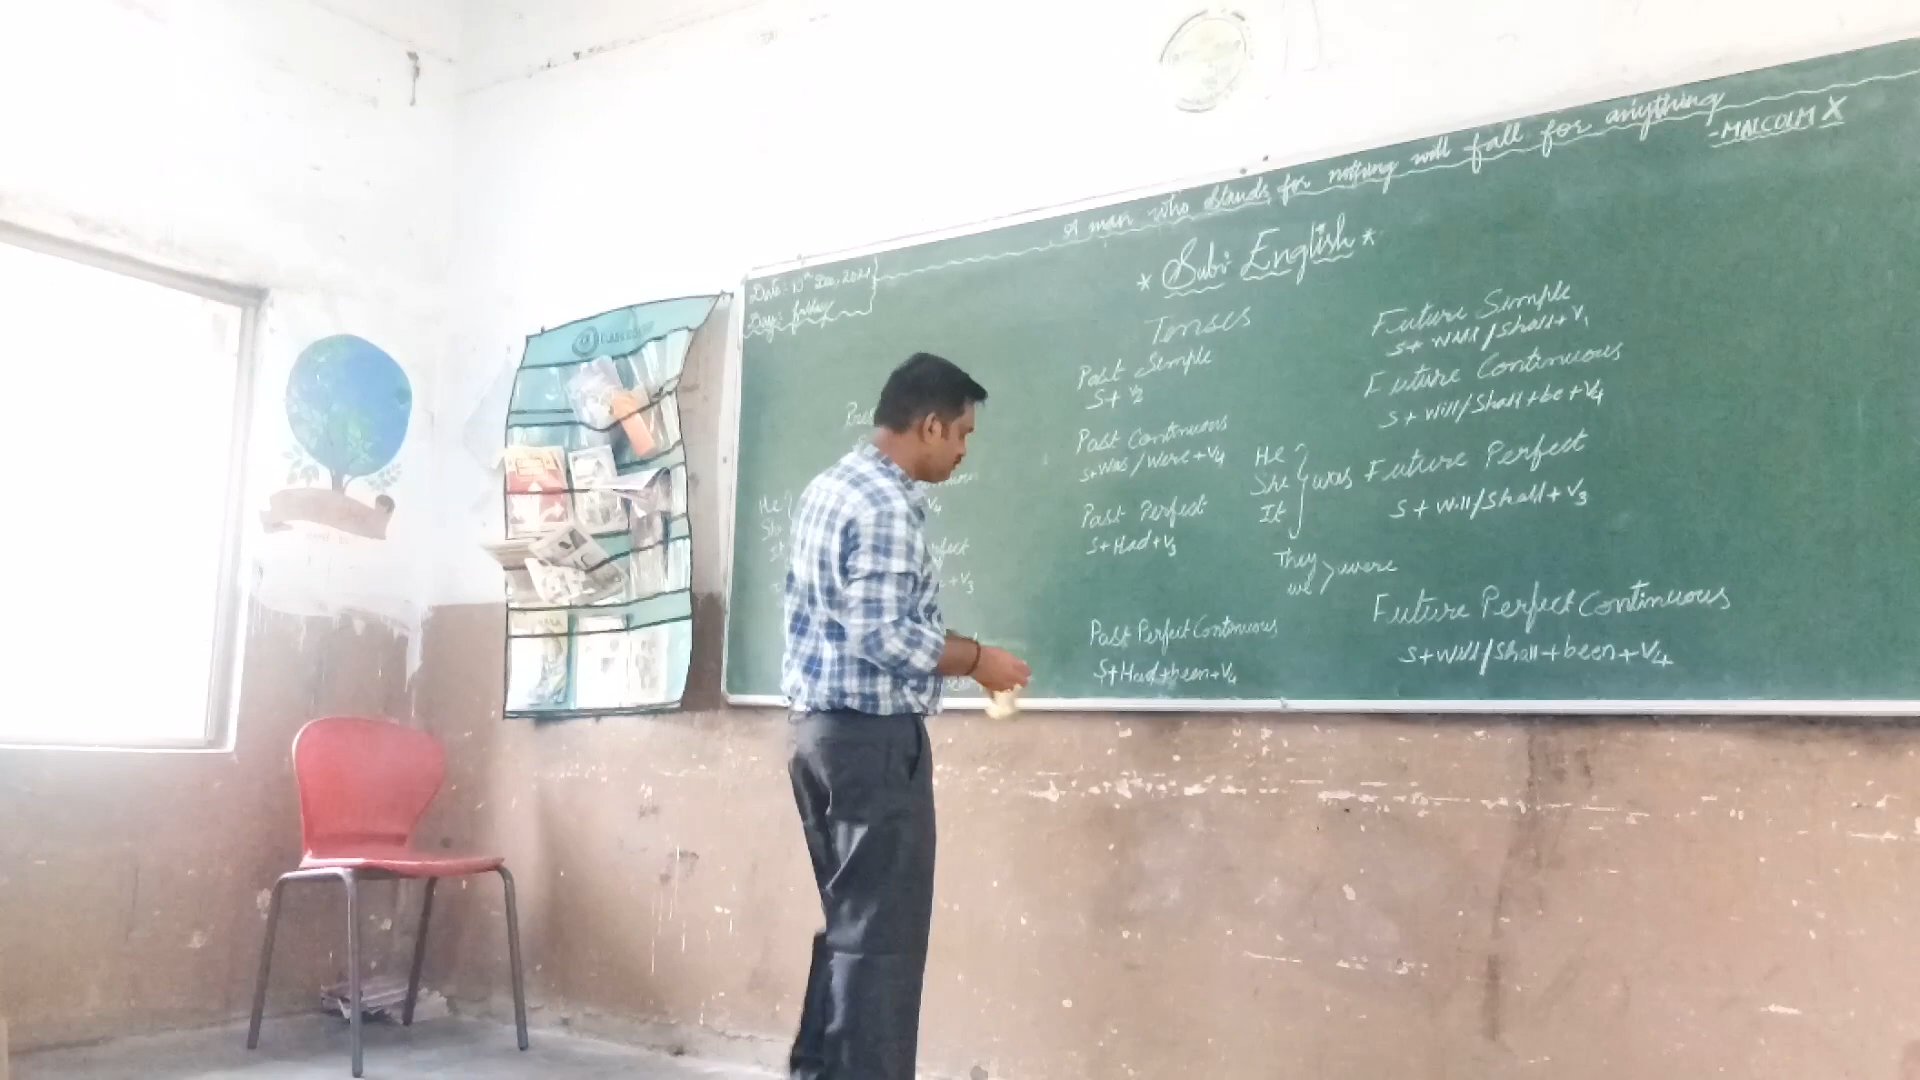 A man who stands for nothing will fall for anything
-MALCOLM X
Date: 10th Dec, 2021
Day: friday
* Sub: English *
Tenses
Past Simple
S+ V2
Past Continuous
S+Was/Were+V4
Past Perfect
S+Had+V3
Past Perfect Continuous
S+Had+been+V4
He
She
It
was
They
we
were
Future Simple
S+ Will/Shall+V1
Future Continuous
S+ Will/Shall+be+V4
Future Perfect
S+Will/Shall+V3
Future Perfect Continuous
S+Will/Shall+been+V4
He
V4
+V3